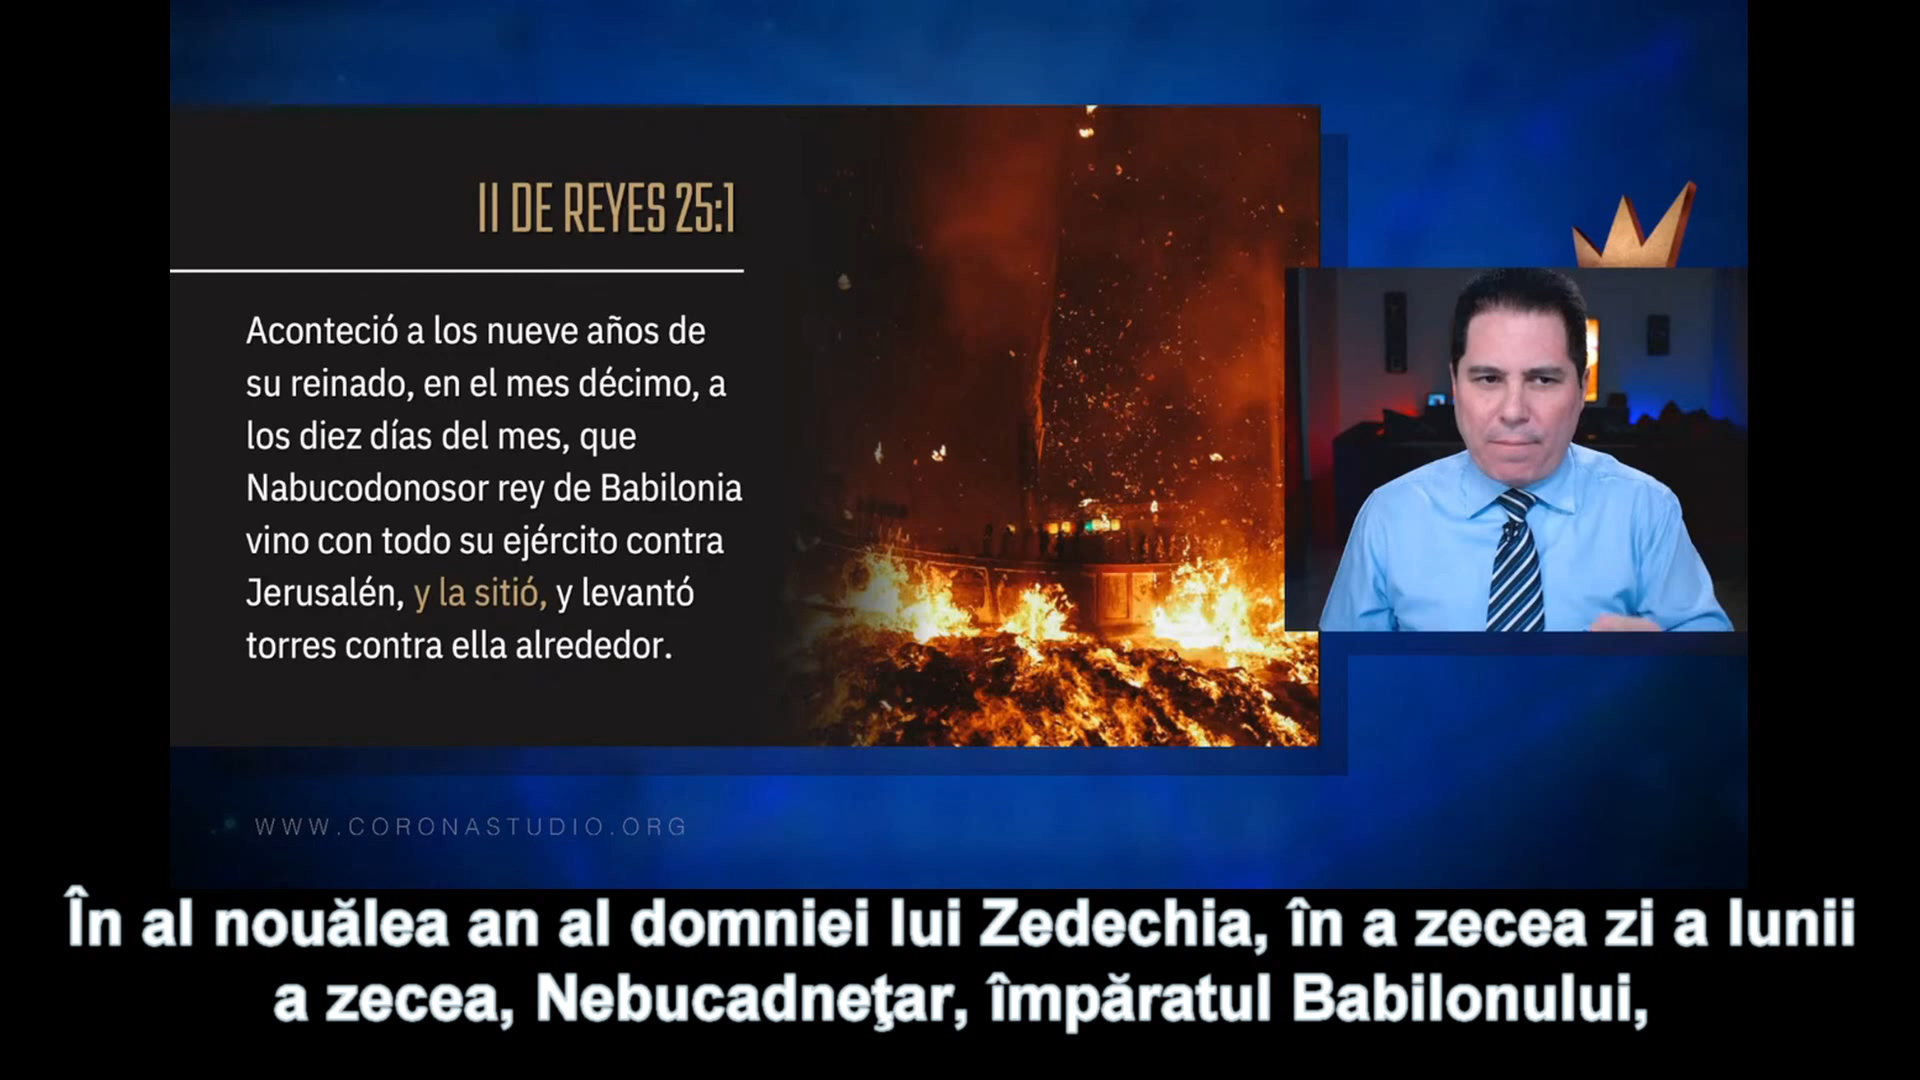 II DE REYES 25:1
Aconteció a los nueve años de
su reinado, en el mes décimo, a
los diez días del mes, que
Nabucodonosor rey de Babilonia
vino con todo su ejército contra
Jerusalén, y la sitió, y levantó
torres contra ella alrededor.
WWW.CORONASTUDIO.ORG
În al nouălea an al domniei lui Zedechia, în a zecea zi a lunii
a zecea, Nebucadneţar, împăratul Babilonului,